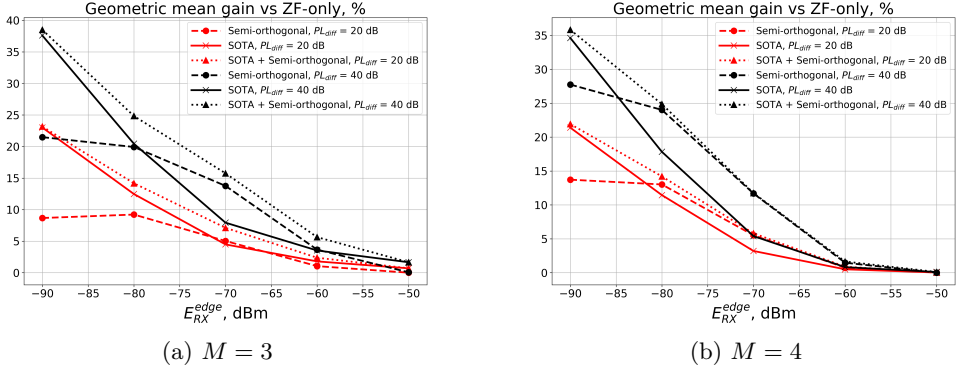 Geometric mean gain vs ZF-only, %
40
35
30
25
20
15
10
5
0
Semi-orthogonal, PL_diff = 20 dB
SOTA, PL_diff = 20 dB
SOTA + Semi-orthogonal, PL_diff = 20 dB
Semi-orthogonal, PL_diff = 40 dB
SOTA, PL_diff = 40 dB
SOTA + Semi-orthogonal, PL_diff = 40 dB
−90 −85 −80 −75 −70 −65 −60 −55 −50
E_RX^edge, dBm
(a) M = 3
Geometric mean gain vs ZF-only, %
35
30
25
20
15
10
5
0
Semi-orthogonal, PL_diff = 20 dB
SOTA, PL_diff = 20 dB
SOTA + Semi-orthogonal, PL_diff = 20 dB
Semi-orthogonal, PL_diff = 40 dB
SOTA, PL_diff = 40 dB
SOTA + Semi-orthogonal, PL_diff = 40 dB
−90 −85 −80 −75 −70 −65 −60 −55 −50
E_RX^edge, dBm
(b) M = 4